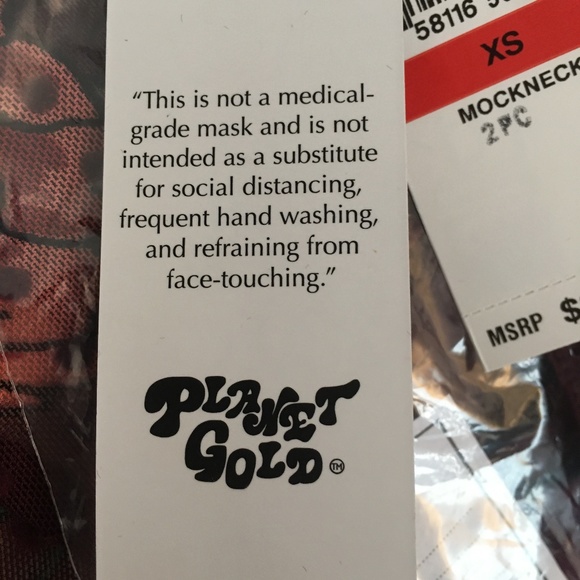 "This is not a medical-
grade mask and is not
intended as a substitute
for social distancing,
frequent hand washing,
and refraining from
face-touching."
PLANET
GOLD™
58116
XS
MOCKNECK
2PC
MSRP $